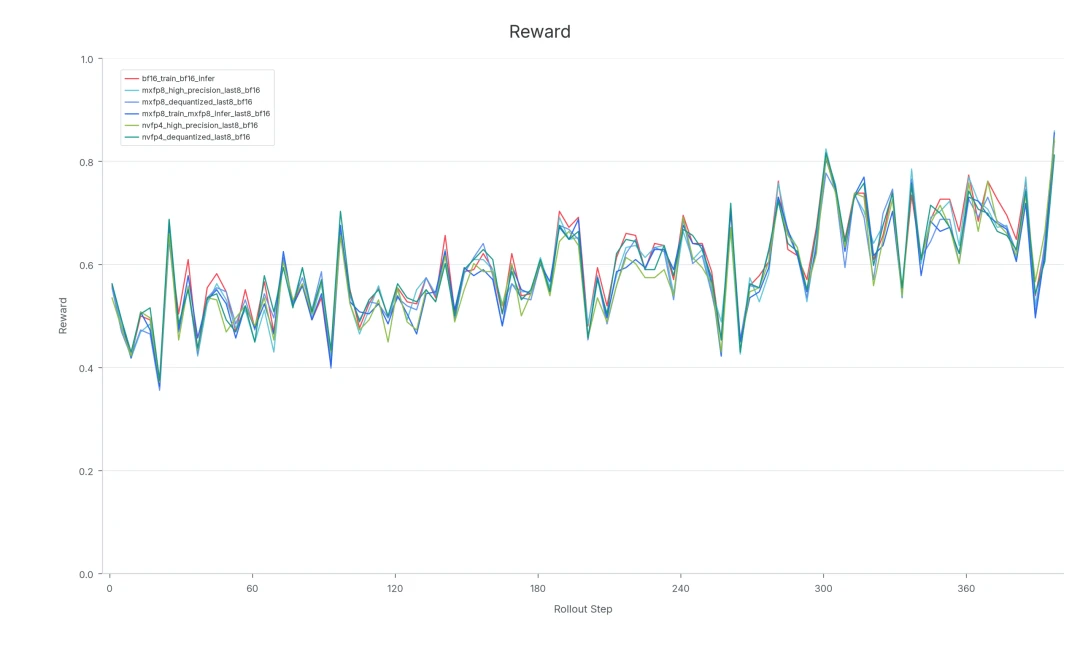 Reward
1.0
bf16_train_bf16_infer
mxfp8_high_precision_last8_bf16
mxfp8_dequantized_last8_bf16
mxfp8_train_mxfp8_infer_last8_bf16
nvfp4_high_precision_last8_bf16
nvfp4_dequantized_last8_bf16
0.8
0.6
Reward
0.4
0.2
0.0
0 60 120 180 240 300 360
Rollout Step